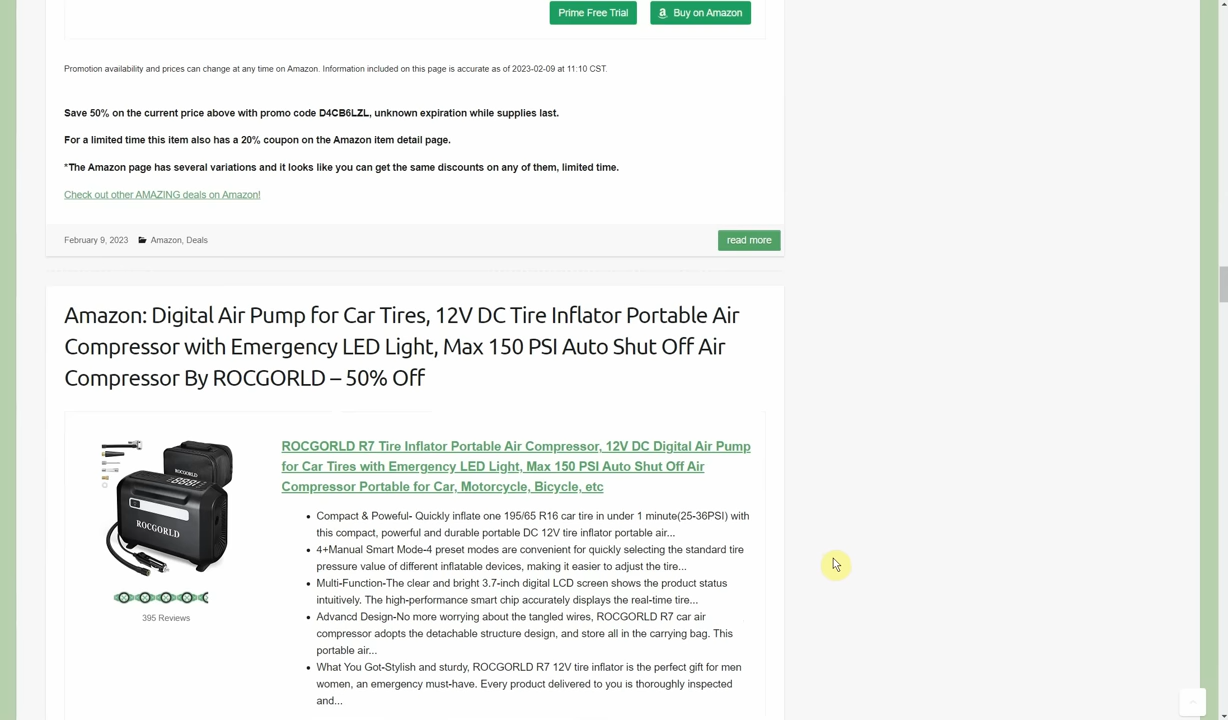 Prime Free Trial
Buy on Amazon
Promotion availability and prices can change at any time on Amazon. Information included on this page is accurate as of 2023-02-09 at 11:10 CST.
Save 50% on the current price above with promo code D4CB6LZL, unknown expiration while supplies last.
For a limited time this item also has a 20% coupon on the Amazon item detail page.
*The Amazon page has several variations and it looks like you can get the same discounts on any of them, limited time.
Check out other AMAZING deals on Amazon!
February 9, 2023 Amazon, Deals
read more
Amazon: Digital Air Pump for Car Tires, 12V DC Tire Inflator Portable Air
Compressor with Emergency LED Light, Max 150 PSI Auto Shut Off Air
Compressor By ROCGORLD – 50% Off
ROCGORLD
ROCGORLD
395 Reviews
ROCGORLD R7 Tire Inflator Portable Air Compressor, 12V DC Digital Air Pump
for Car Tires with Emergency LED Light, Max 150 PSI Auto Shut Off Air
Compressor Portable for Car, Motorcycle, Bicycle, etc
• Compact & Poweful- Quickly inflate one 195/65 R16 car tire in under 1 minute(25-36PSI) with
this compact, powerful and durable portable DC 12V tire inflator portable air...
• 4+Manual Smart Mode-4 preset modes are convenient for quickly selecting the standard tire
pressure value of different inflatable devices, making it easier to adjust the tire...
• Multi-Function-The clear and bright 3.7-inch digital LCD screen shows the product status
intuitively. The high-performance smart chip accurately displays the real-time tire...
• Advancd Design-No more worrying about the tangled wires, ROCGORLD R7 car air
compressor adopts the detachable structure design, and store all in the carrying bag. This
portable air...
• What You Got-Stylish and sturdy, ROCGORLD R7 12V tire inflator is the perfect gift for men
women, an emergency must-have. Every product delivered to you is thoroughly inspected
and...